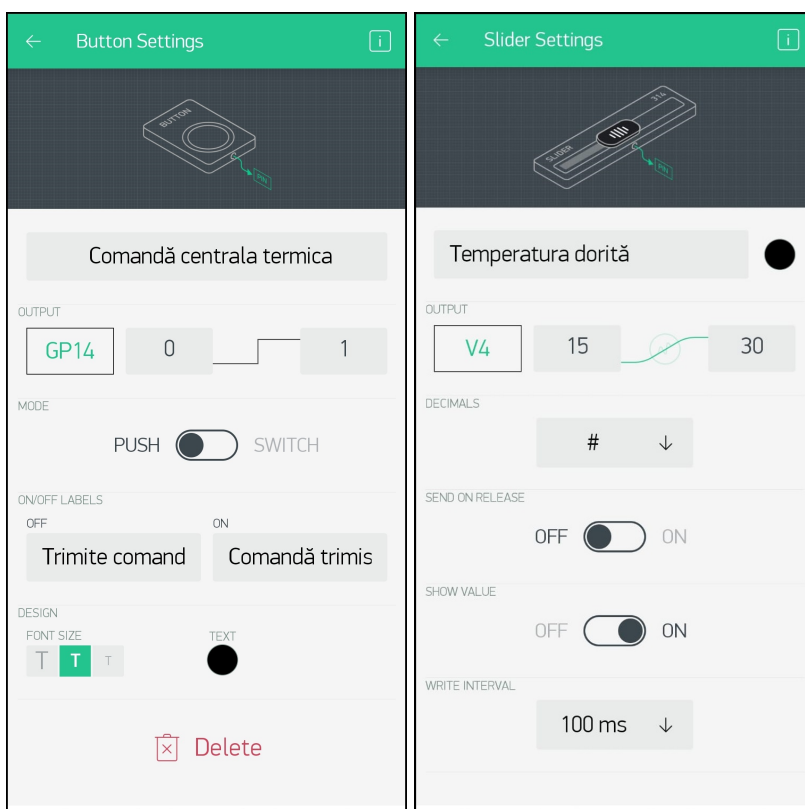 Button Settings
i
BUTTON
PIN
Comandă centrala termica
OUTPUT
GP14
0
1
MODE
PUSH
SWITCH
ON/OFF LABELS
OFF
ON
Trimite comand
Comandă trimis
DESIGN
FONT SIZE
TEXT
T
T
T
Delete
Slider Settings
i
SLIDER
314
PIN
Temperatura dorită
OUTPUT
V4
15
30
DECIMALS
#
SEND ON RELEASE
OFF
ON
SHOW VALUE
OFF
ON
WRITE INTERVAL
100 ms